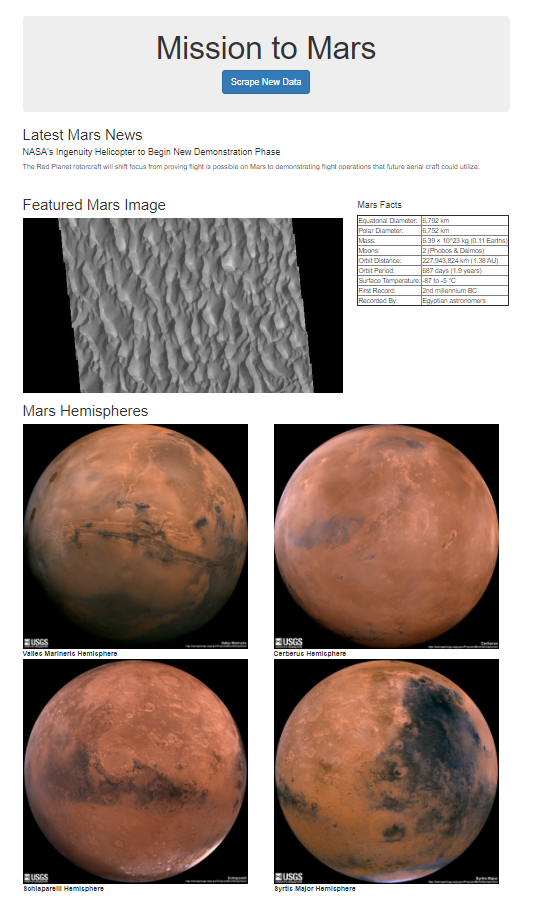 Mission to Mars
Scrape New Data
Latest Mars News
NASA's Ingenuity Helicopter to Begin New Demonstration Phase
The Red Planet rotorcraft will shift focus from proving flight is possible on Mars to demonstrating flight operations that future aerial craft could utilize.
Featured Mars Image
Mars Facts
Equatorial Diameter: 6,792 km
Polar Diameter: 6,752 km
Mass: 6.39 × 10^23 kg (0.11 Earths)
Moons: 2 (Phobos & Deimos)
Orbit Distance: 227,943,824 km (1.38 AU)
Orbit Period: 687 days (1.9 years)
Surface Temperature: -87 to -5 °C
First Record: 2nd millennium BC
Recorded By: Egyptian astronomers
Mars Hemispheres
USGS Valles Marineris
USGS Cerberus
Valles Marineris Hemisphere Cerberus Hemisphere
USGS Schiaparelli
USGS Syrtis Major
Schiaparelli Hemisphere Syrtis Major Hemisphere